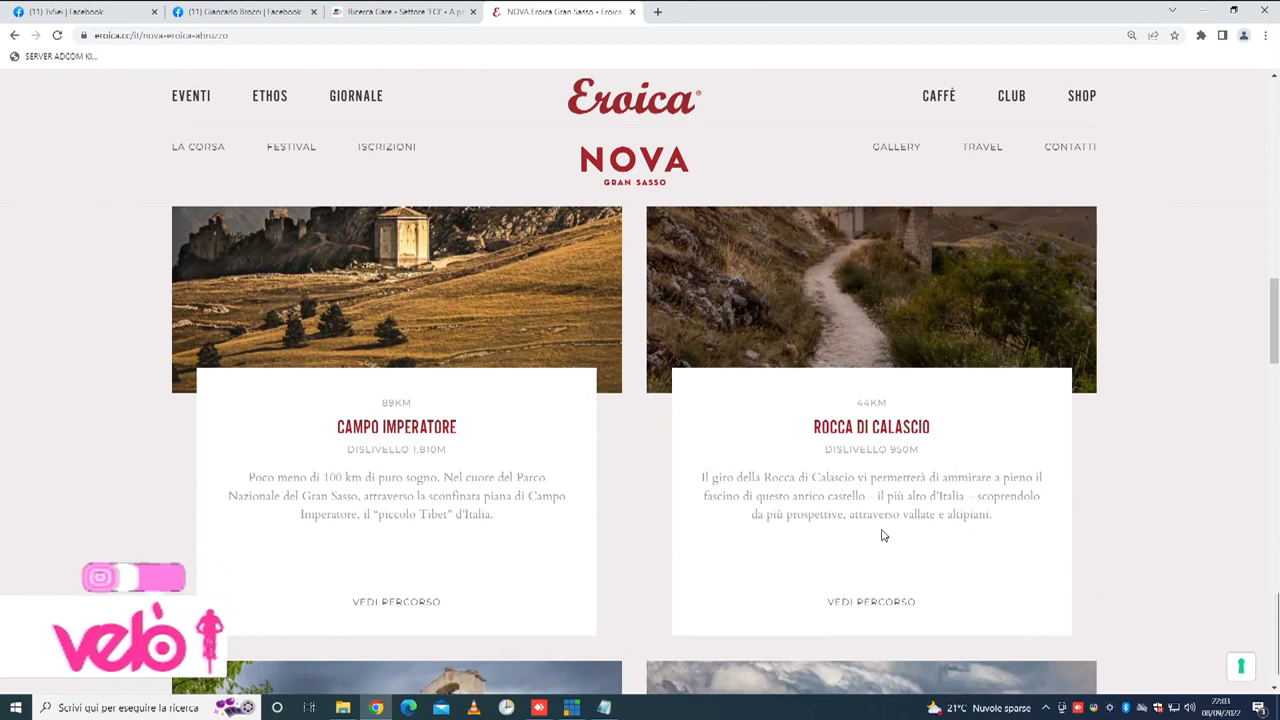 (11) TvSei | Facebook
(11) Giancarlo Brocci | Facebook
Ricerca Gare • Settore 'FCI' • A pi
NOVA Eroica Gran Sasso • Eroica
eroica.cc/it/nova-eroica-abruzzo
SERVER ADCOM KI...
EVENTI
ETHOS
GIORNALE
Eroica®
CAFFÈ
CLUB
SHOP
LA CORSA
FESTIVAL
ISCRIZIONI
NOVA
GRAN SASSO
GALLERY
TRAVEL
CONTATTI
89KM
CAMPO IMPERATORE
DISLIVELLO 1.810M
Poco meno di 100 km di puro sogno. Nel cuore del Parco
Nazionale del Gran Sasso, attraverso la sconfinata piana di Campo
Imperatore, il “piccolo Tibet” d’Italia.
VEDI PERCORSO
44KM
ROCCA DI CALASCIO
DISLIVELLO 950M
Il giro della Rocca di Calascio vi permetterà di ammirare a pieno il
fascino di questo antico castello – il più alto d’Italia – scoprendolo
da più prospettive, attraverso vallate e altipiani.
VEDI PERCORSO
velò
Scrivi qui per eseguire la ricerca
21°C Nuvole sparse
22:03
08/09/2022